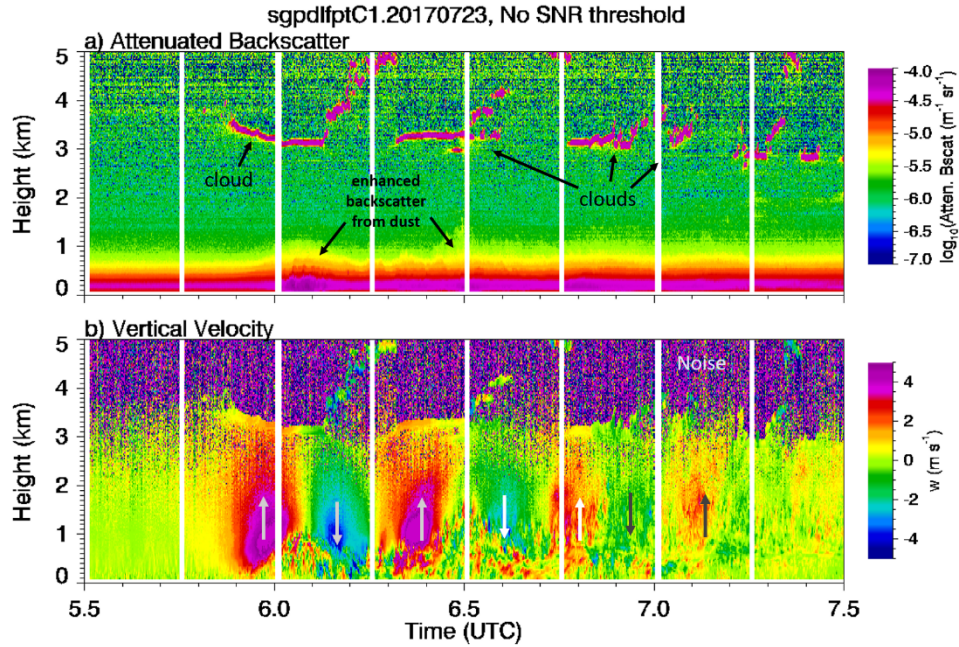 sgpdlfptC1.20170723, No SNR threshold
a) Attenuated Backscatter
5
4
3
2
1
0
Height (km)
cloud
enhanced
backscatter
from dust
clouds
-4.0
-4.5
-5.0
-5.5
-6.0
-6.5
-7.0
log10(Atten. Bscat (m-1 sr-1)
b) Vertical Velocity
5
4
3
2
1
0
Height (km)
Noise
4
2
0
-2
-4
w (m s-1)
5.5
6.0
6.5
7.0
7.5
Time (UTC)